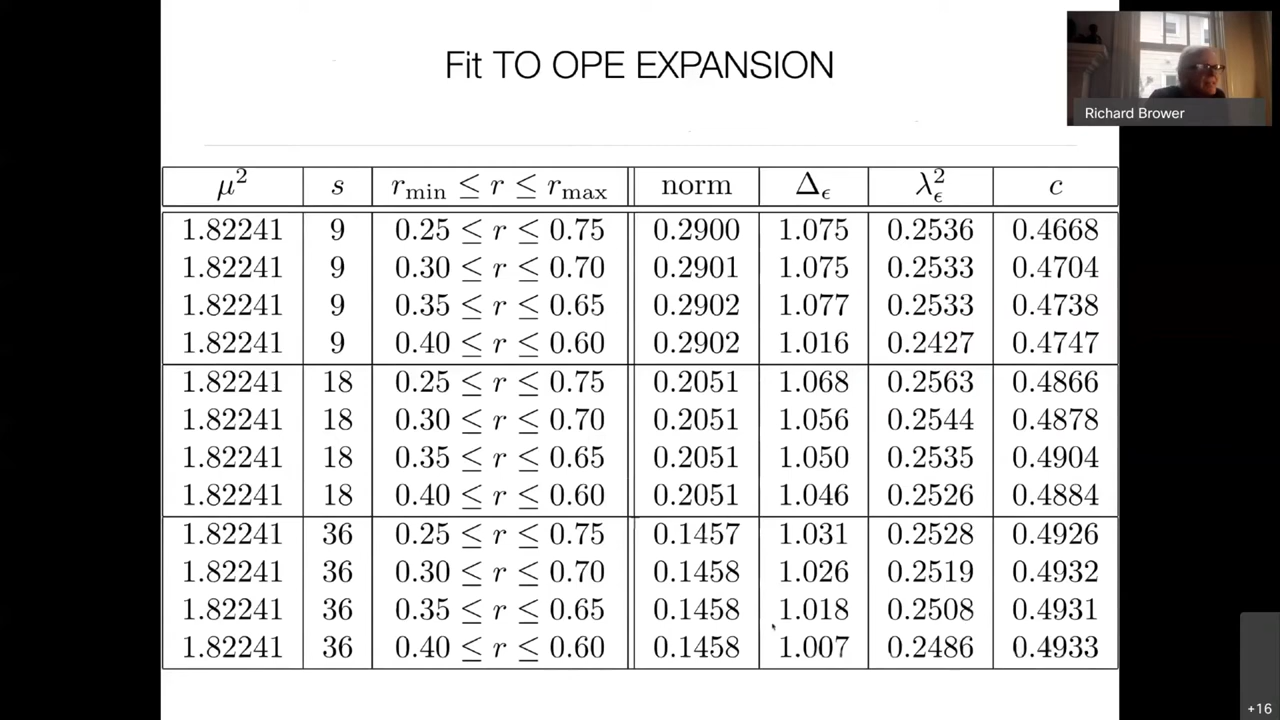 Fit TO OPE EXPANSION
Richard Brower
μ² s r_min ≤ r ≤ r_max norm Δ_ϵ λ²_ϵ c
1.82241 9 0.25 ≤ r ≤ 0.75 0.2900 1.075 0.2536 0.4668
1.82241 9 0.30 ≤ r ≤ 0.70 0.2901 1.075 0.2533 0.4704
1.82241 9 0.35 ≤ r ≤ 0.65 0.2902 1.077 0.2533 0.4738
1.82241 9 0.40 ≤ r ≤ 0.60 0.2902 1.016 0.2427 0.4747
1.82241 18 0.25 ≤ r ≤ 0.75 0.2051 1.068 0.2563 0.4866
1.82241 18 0.30 ≤ r ≤ 0.70 0.2051 1.056 0.2544 0.4878
1.82241 18 0.35 ≤ r ≤ 0.65 0.2051 1.050 0.2535 0.4904
1.82241 18 0.40 ≤ r ≤ 0.60 0.2051 1.046 0.2526 0.4884
1.82241 36 0.25 ≤ r ≤ 0.75 0.1457 1.031 0.2528 0.4926
1.82241 36 0.30 ≤ r ≤ 0.70 0.1458 1.026 0.2519 0.4932
1.82241 36 0.35 ≤ r ≤ 0.65 0.1458 1.018 0.2508 0.4931
1.82241 36 0.40 ≤ r ≤ 0.60 0.1458 1.007 0.2486 0.4933
+16